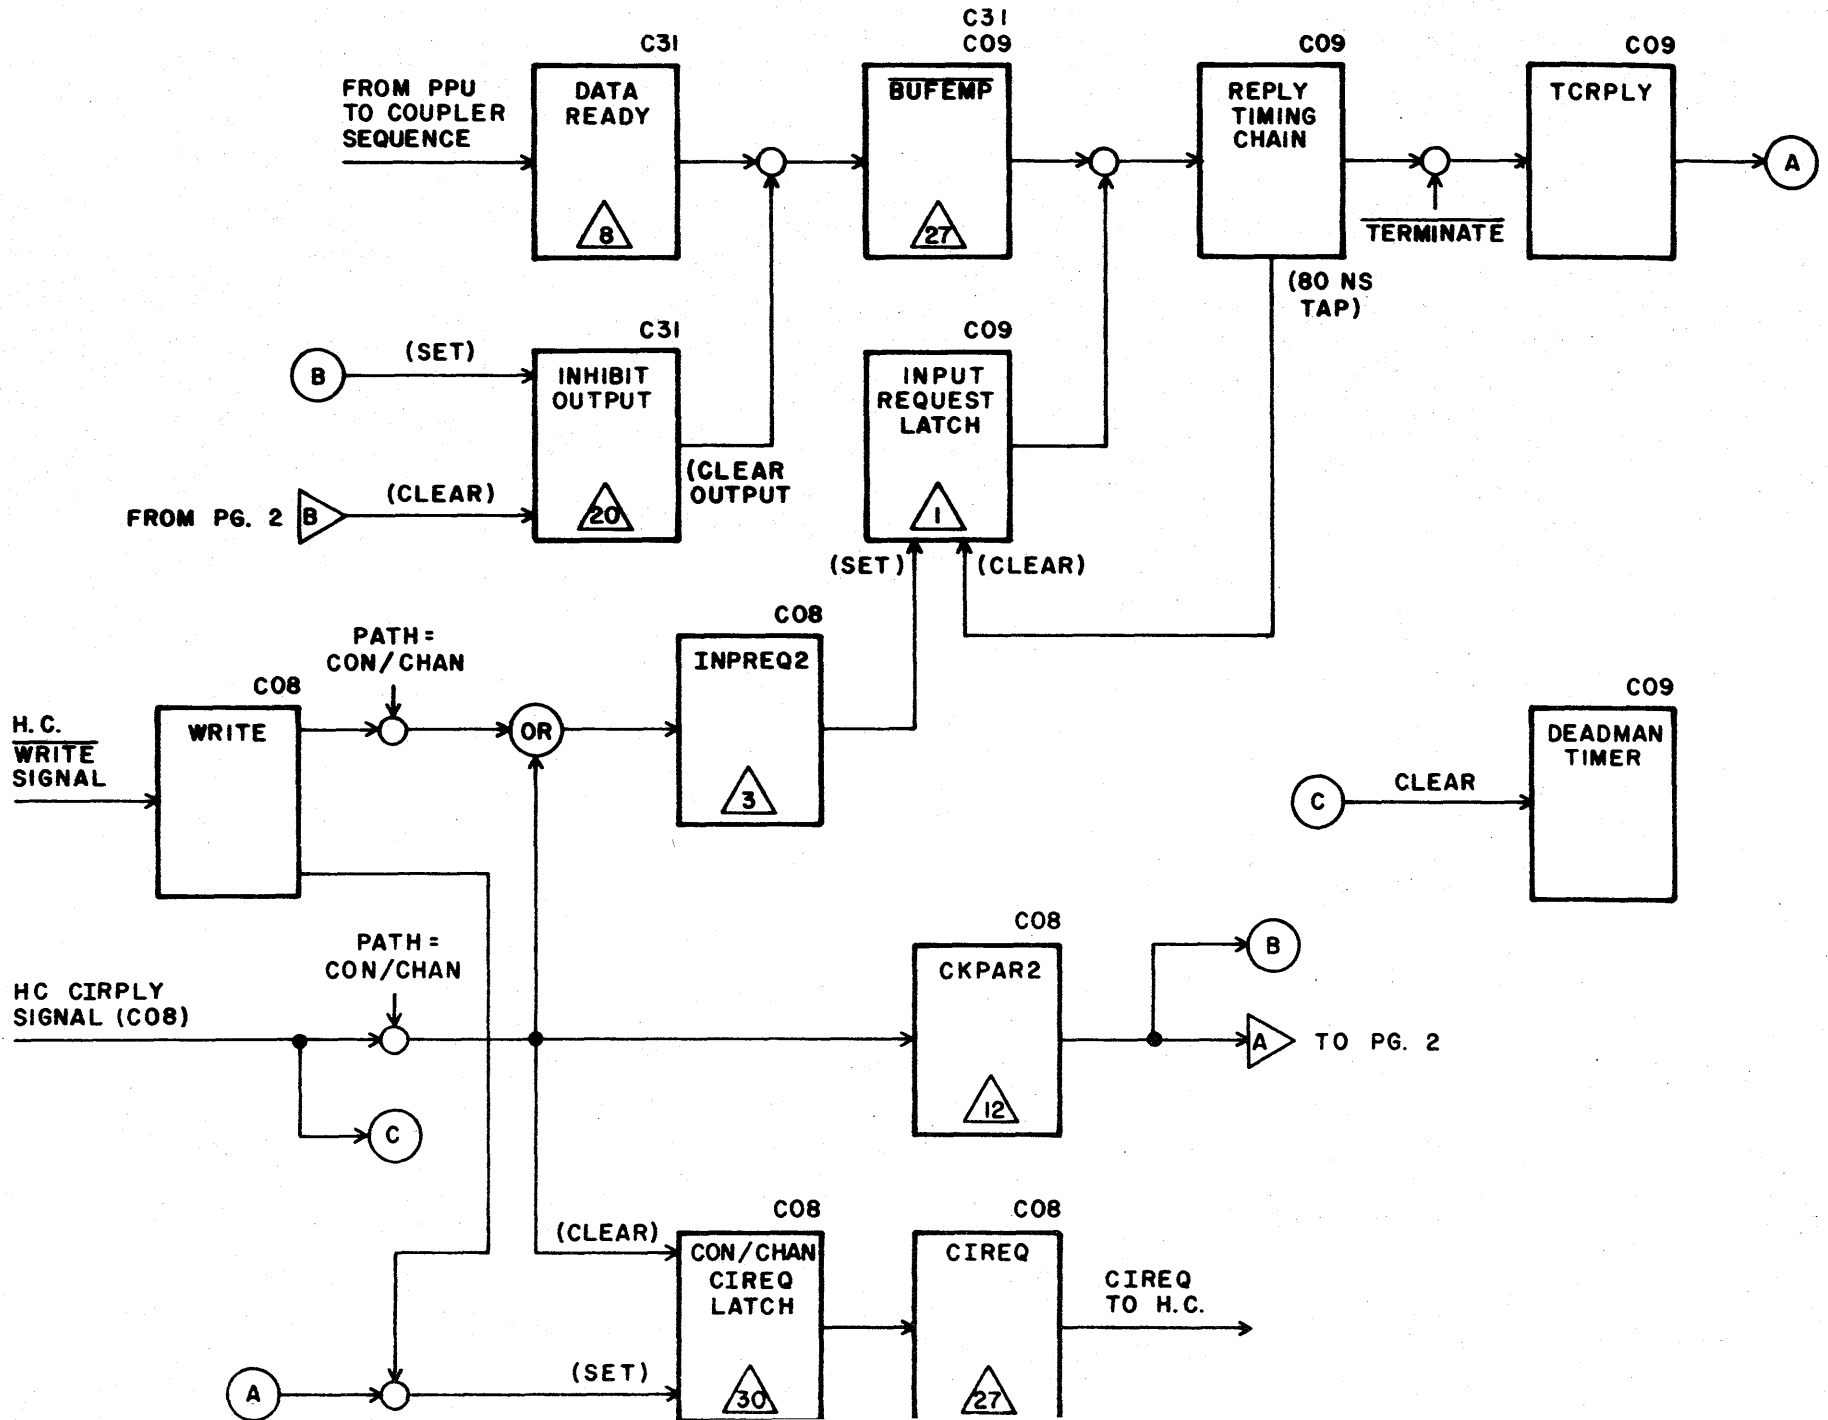 C31
C31
C09
C09
C09
FROM PPU
TO COUPLER
SEQUENCE
DATA
READY
8
BUFEMP
27
REPLY
TIMING
CHAIN
TERMINATE
TCRPLY
A
(80 NS
TAP)
C31
C09
B
(SET)
INHIBIT
OUTPUT
20
(CLEAR
OUTPUT
INPUT
REQUEST
LATCH
1
FROM PG. 2
B
(CLEAR)
(SET)
(CLEAR)
C08
PATH=
CON/CHAN
INPREQ2
3
C08
H.C.
WRITE
SIGNAL
WRITE
OR
C09
DEADMAN
TIMER
C
CLEAR
PATH=
CON/CHAN
HC CIRPLY
SIGNAL (C08)
C
C08
CKPAR2
12
B
A
TO PG. 2
C08
C08
(CLEAR)
CON/CHAN
CIREQ
LATCH
30
CIREQ
27
CIREQ
TO H.C.
A
(SET)